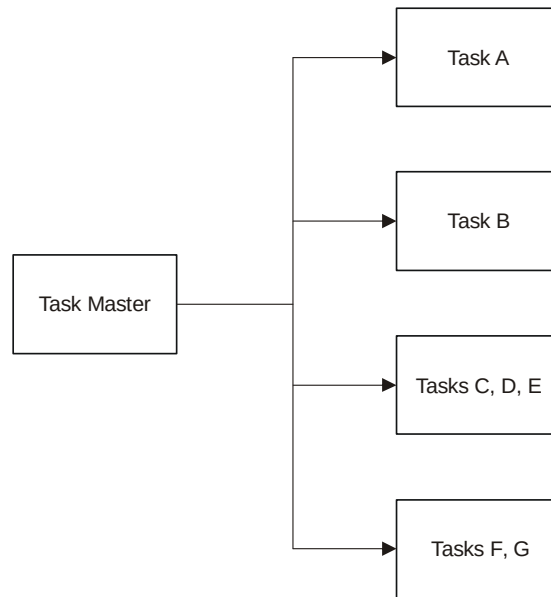 Task A
Task B
Task Master
Tasks C, D, E
Tasks F, G